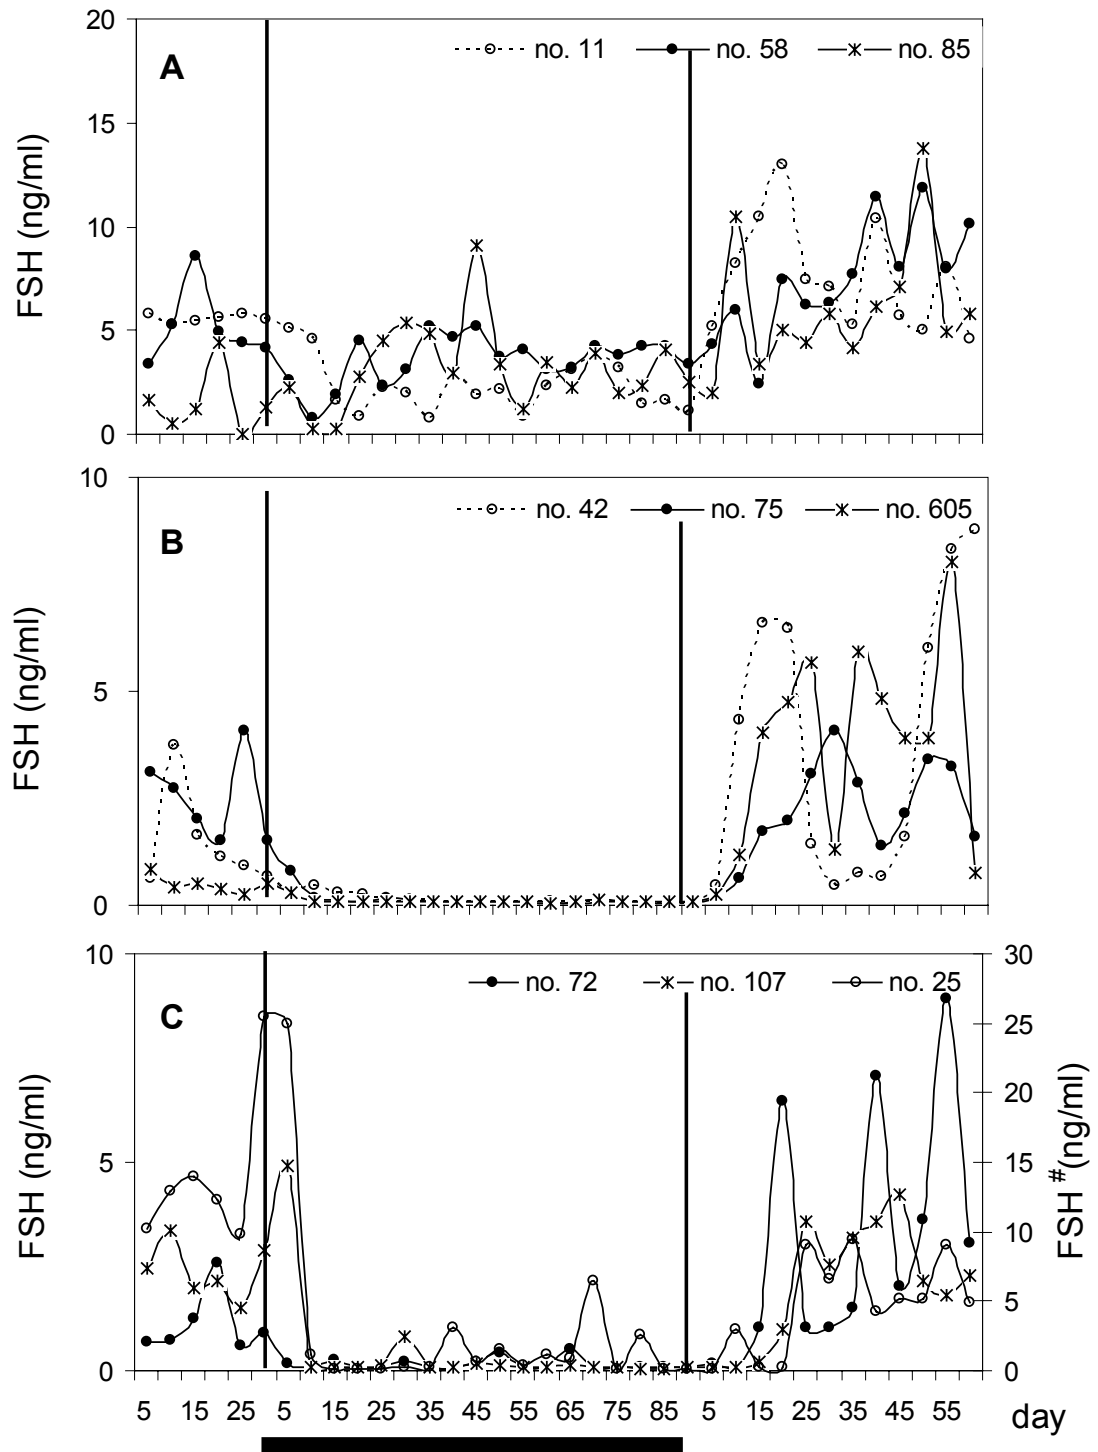 20
no. 11 no. 58 no. 85
A
15
FSH (ng/ml)
10
5
0
10
no. 42 no. 75 no. 605
B
FSH (ng/ml)
5
0
10 30
no. 72 no. 107 no. 25
C
25
20
FSH (ng/ml)
FSH # (ng/ml)
5 15
10
5
0 0
5 15 25 5 15 25 35 45 55 65 75 85 5 15 25 35 45 55 day